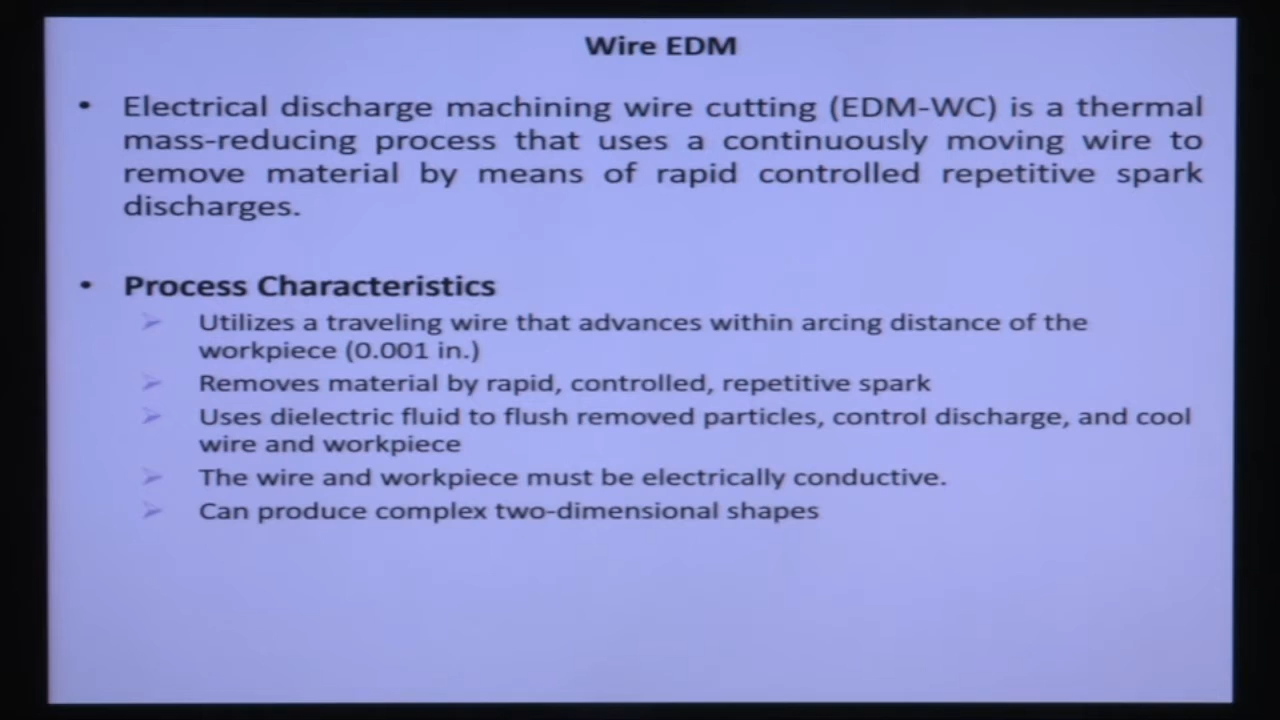 Wire EDM
• Electrical discharge machining wire cutting (EDM-WC) is a thermal
mass-reducing process that uses a continuously moving wire to
remove material by means of rapid controlled repetitive spark
discharges.
• Process Characteristics
➢ Utilizes a traveling wire that advances within arcing distance of the
workpiece (0.001 in.)
➢ Removes material by rapid, controlled, repetitive spark
➢ Uses dielectric fluid to flush removed particles, control discharge, and cool
wire and workpiece
➢ The wire and workpiece must be electrically conductive.
➢ Can produce complex two-dimensional shapes